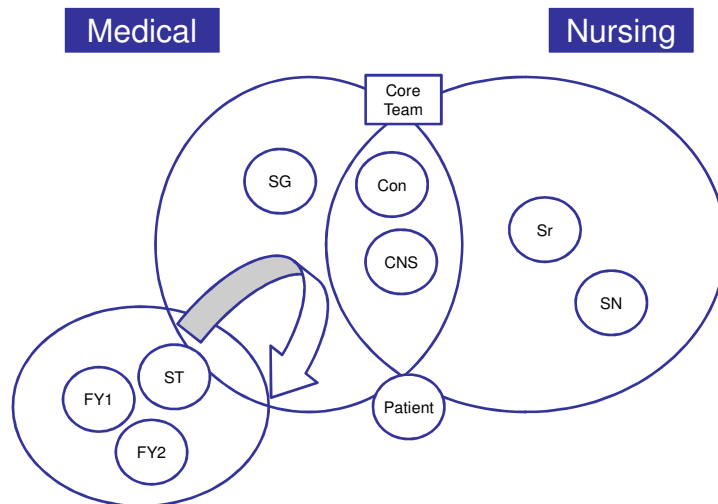 Medical
Nursing
Core
Team
SG
Con
CNS
Sr
SN
ST
FY1
FY2
Patient